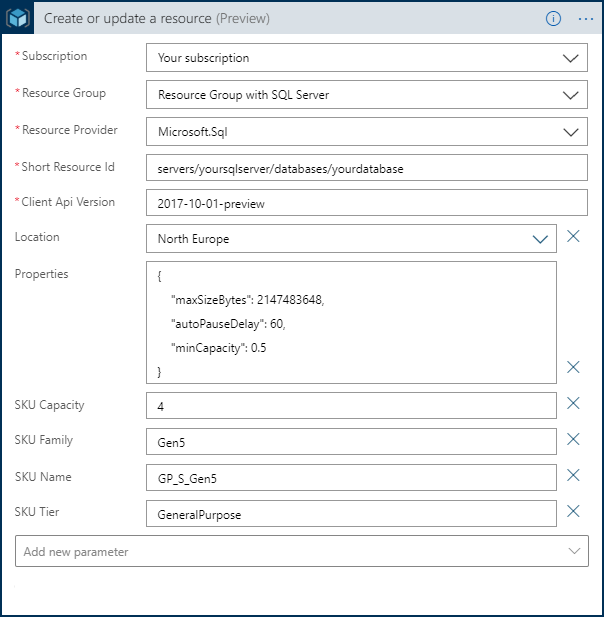 Create or update a resource (Preview)
* Subscription
Your subscription
* Resource Group
Resource Group with SQL Server
* Resource Provider
Microsoft.Sql
* Short Resource Id
servers/yoursqlserver/databases/yourdatabase
* Client Api Version
2017-10-01-preview
Location
North Europe
Properties
{
"maxSizeBytes": 2147483648,
"autoPauseDelay": 60,
"minCapacity": 0.5
}
SKU Capacity
4
SKU Family
Gen5
SKU Name
GP_S_Gen5
SKU Tier
GeneralPurpose
Add new parameter